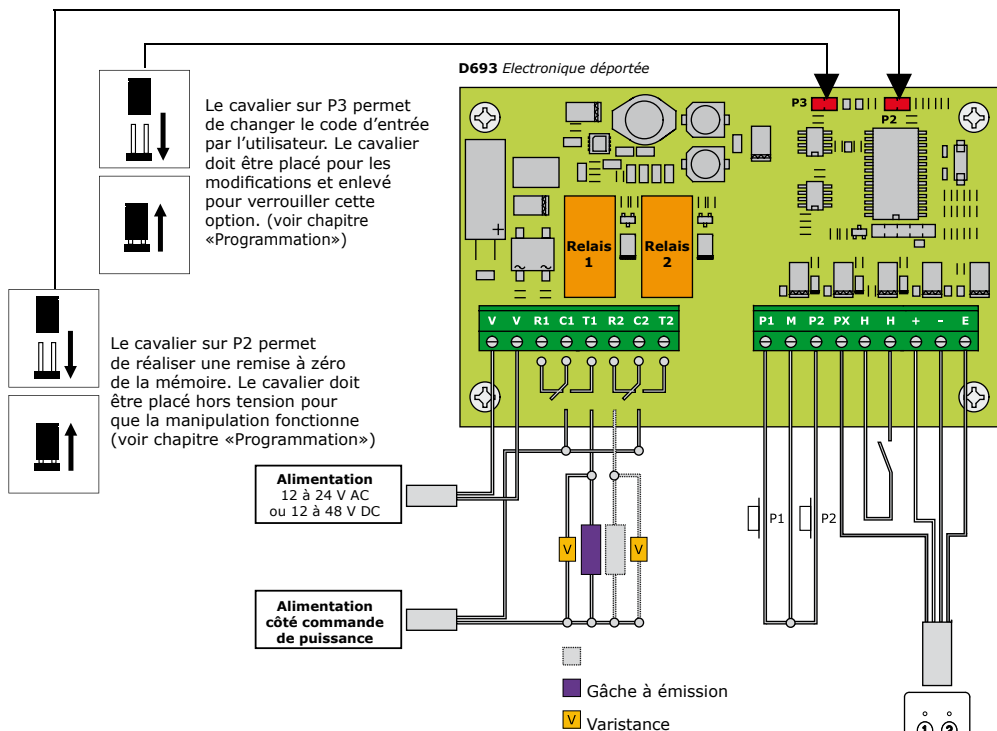 D693 Electronique déportée
P3
P2
Le cavalier sur P3 permet
de changer le code d'entrée
par l'utilisateur. Le cavalier
doit être placé pour les
modifications et enlevé
pour verrouiller cette
option. (voir chapitre
«Programmation»)
+
Relais
1
Relais
2
~ ~
V V R1 C1 T1 R2 C2 T2
P1 M P2 PX H H + - E
Le cavalier sur P2 permet
de réaliser une remise à zéro
de la mémoire. Le cavalier doit
être placé hors tension pour
que la manipulation fonctionne
(voir chapitre «Programmation»)
Alimentation
12 à 24 V AC
ou 12 à 48 V DC
P1
P2
V
V
Alimentation
côté commande
de puissance
Gâche à émission
V Varistance
1 2